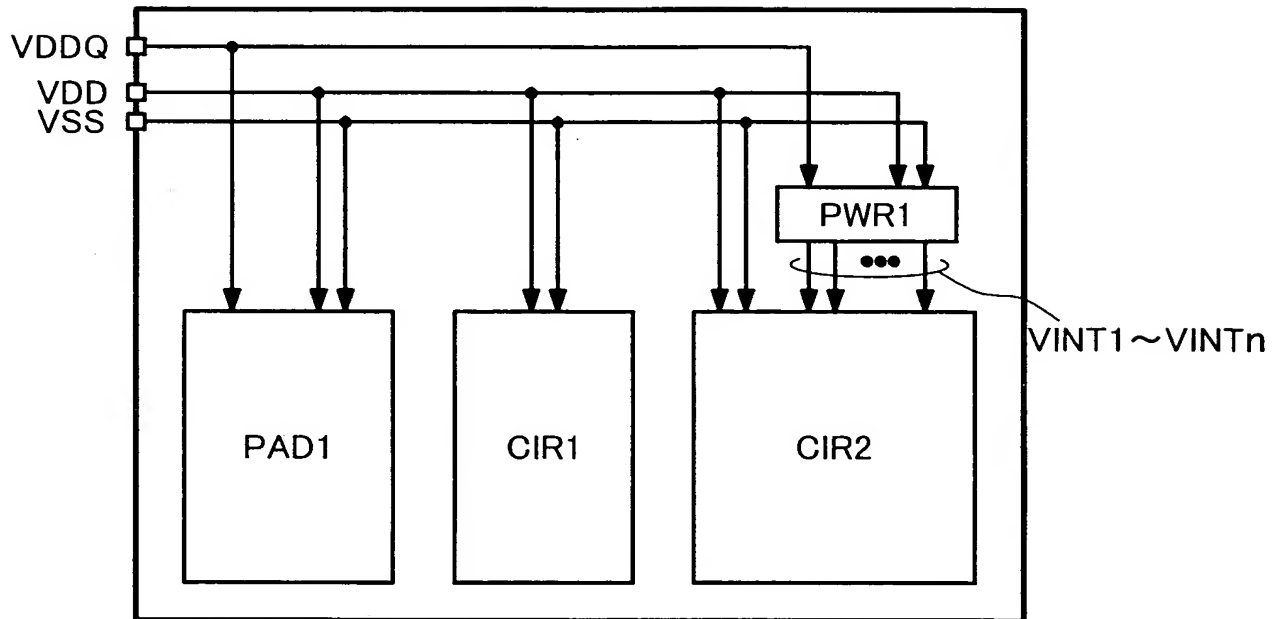 VDDQ
VDD
VSS
PWR1
VINT1～VINTn
PAD1
CIR1
CIR2